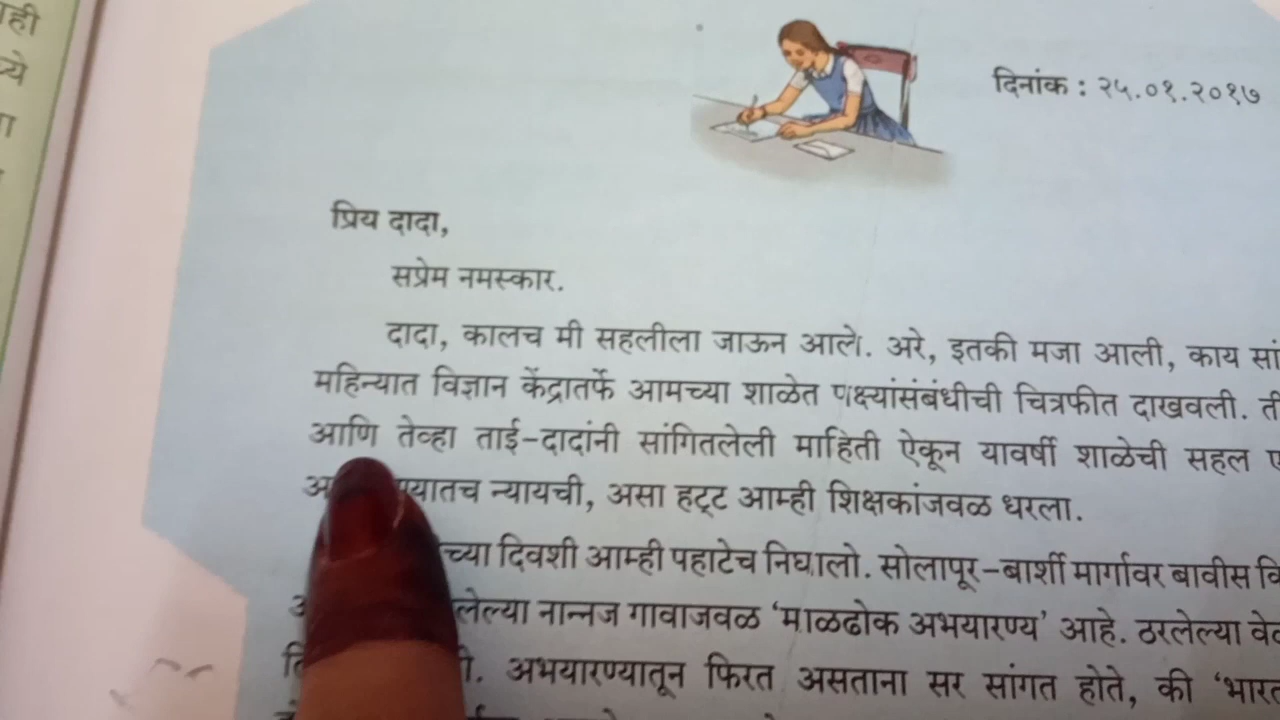 ही
दिनांक : २५.०१.२०१७
प्रिय दादा,
सप्रेम नमस्कार.
दादा, कालच मी सहलीला जाऊन आले. अरे, इतकी मजा आली, काय
महिन्यात विज्ञान केंद्रातर्फे आमच्या शाळेत पक्ष्यांसंबंधीची चित्रफीत दाखवली.
आणि तेव्हा ताई-दादांनी सांगितलेली माहिती ऐकून यावर्षी शाळेची सहल
न्यायची, असा हट्ट आम्ही शिक्षकांजवळ धरला.
दिवशी आम्ही पहाटेच निघालो. सोलापूर-बार्शी मार्गावर बावीस
नान्नज गावाजवळ ‘माळढोक अभयारण्य’ आहे. ठरलेल्या
अभयारण्यातून फिरत असताना सर सांगत होते, की